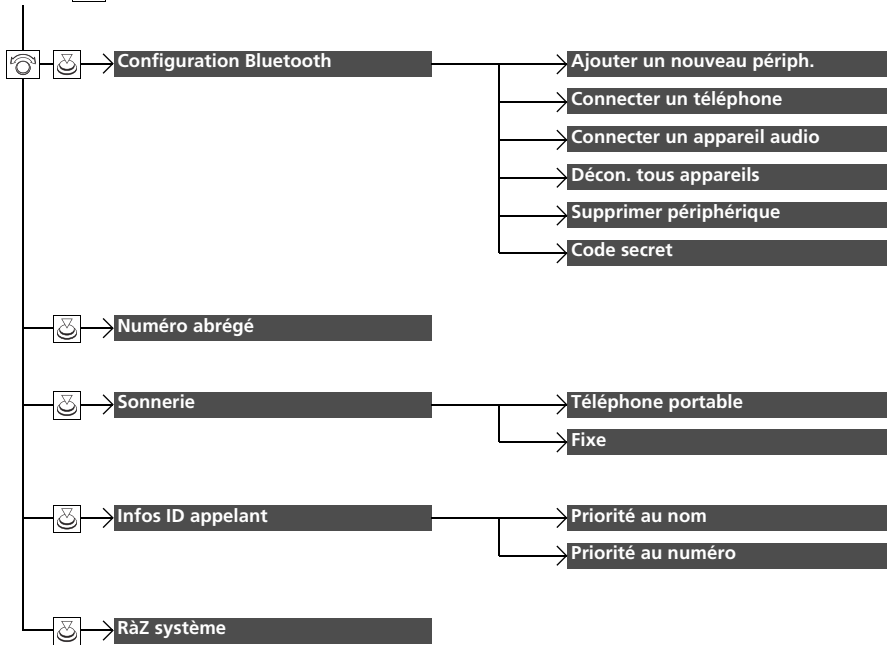 Configuration Bluetooth
Ajouter un nouveau périph.
Connecter un téléphone
Connecter un appareil audio
Décon. tous appareils
Supprimer périphérique
Code secret
Numéro abrégé
Sonnerie
Téléphone portable
Fixe
Infos ID appelant
Priorité au nom
Priorité au numéro
RàZ système